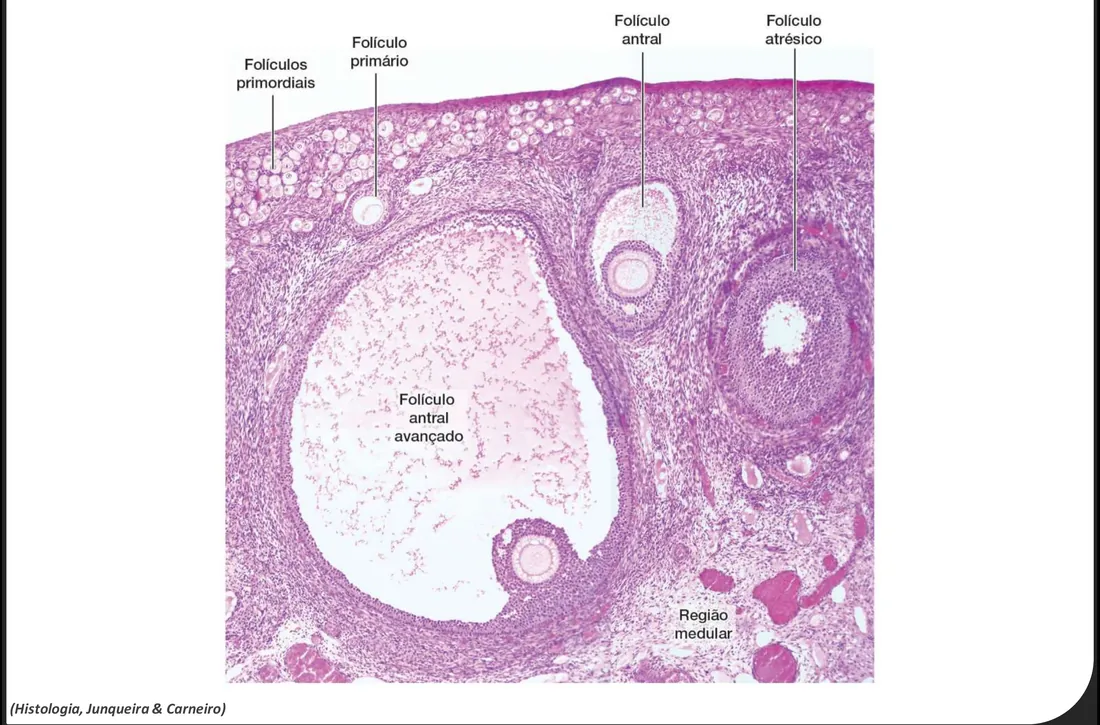 Folículos
primordiais
Folículo
primário
Folículo
antral
Folículo
atrésico
Folículo
antral
avançado
Região
medular
(Histologia, Junqueira & Carneiro)